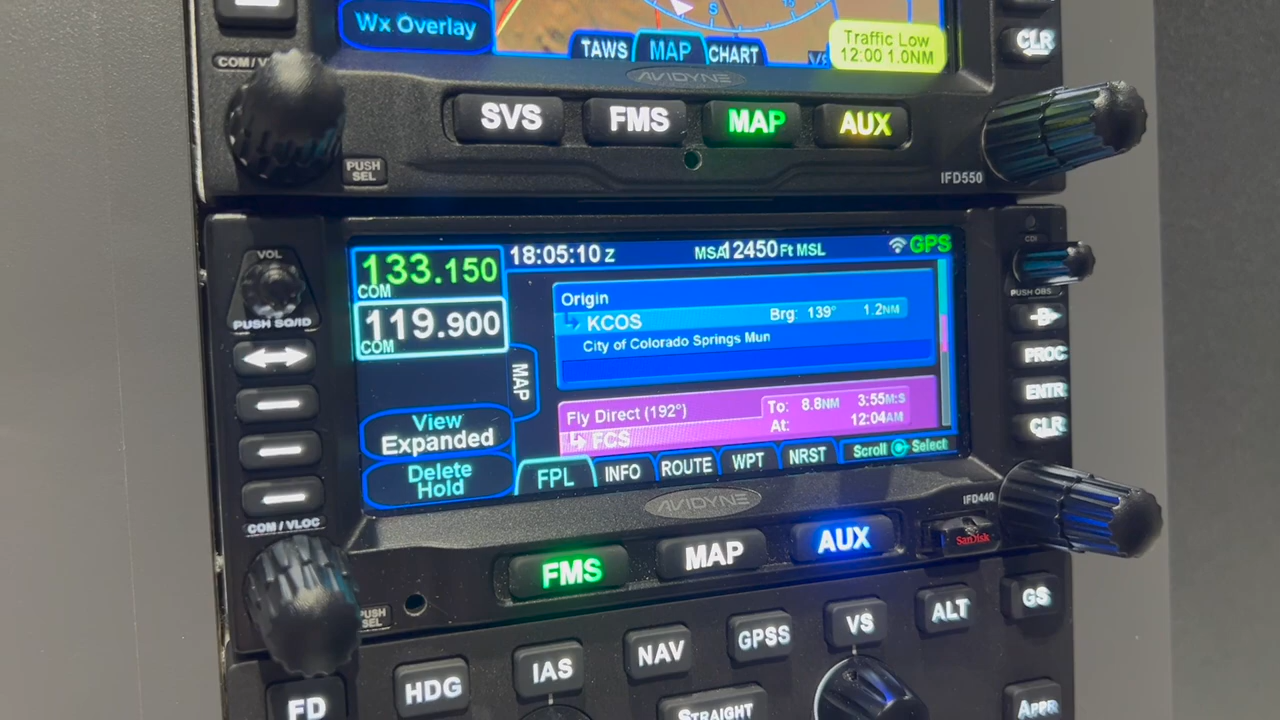 Wx Overlay
TAWS MAP CHART
Traffic Low
12:00 1.0NM
CLR
COM/V
AVIDYNE
SVS FMS MAP AUX
PUSH
SEL
IFD550
VOL
PUSH SQ/ID
133.150
COM
119.900
COM
18:05:10 Z
MSA 12450 Ft MSL
GPS
CDI
PUSH OBS
Origin
KCOS
Brg: 139° 1.2NM
City of Colorado Springs Mun
MAP
Fly Direct (192°)
To: 8.8NM 3:55M:S
FCS
At: 12:04AM
View
Expanded
Delete
Hold
FPL INFO ROUTE WPT NRST
Scroll Select
D
PROC
ENTR
CLR
COM / VLOC
AVIDYNE
IFD440
SanDisk
FMS MAP AUX
PUSH
SEL
FD HDG IAS NAV GPSS VS ALT GS
STRAIGHT
APPR